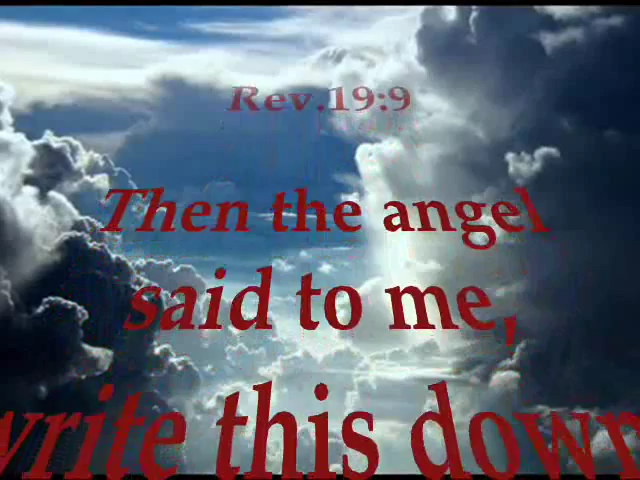 Rev.19:9
Then the angel
said to me,
write this down